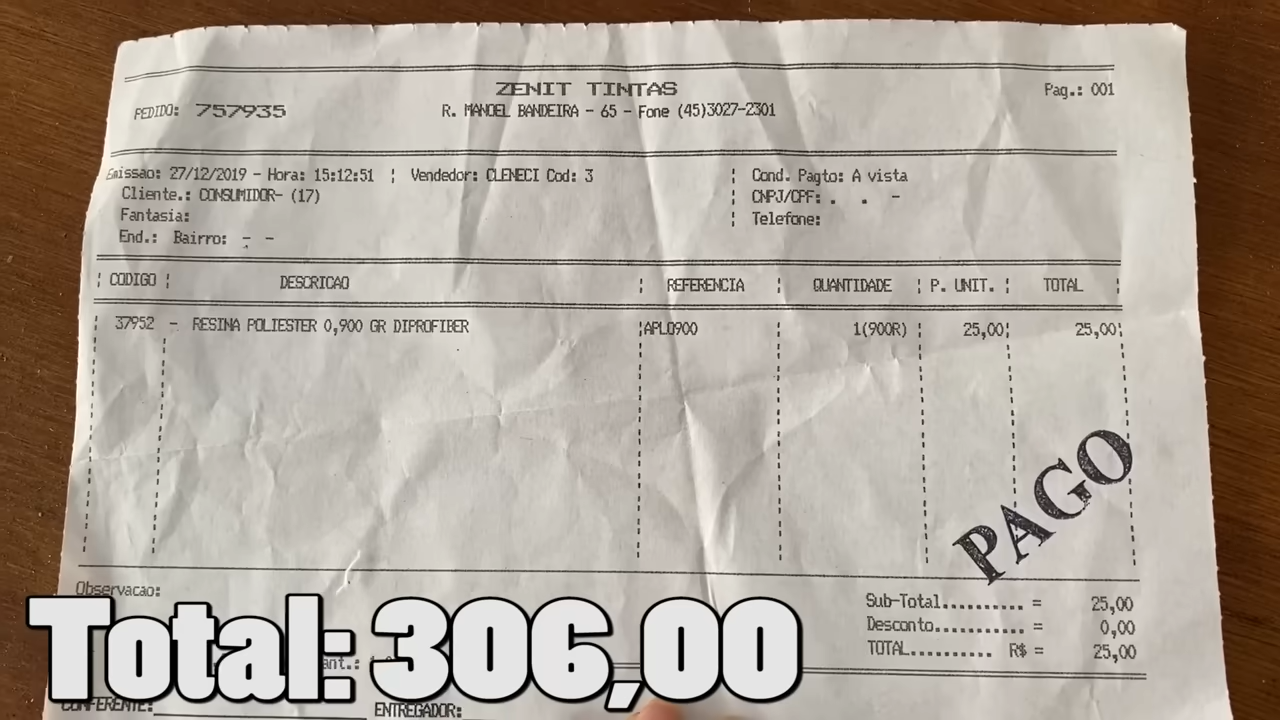 ZENIT TINTAS
Pag.: 001
PEDIDO: 757935
R. MANOEL BANDEIRA - 65 - Fone (45)3027-2301
Emissao: 27/12/2019 - Hora: 15:12:51 ¦ Vendedor: CLENECI Cod: 3 ¦ Cond. Pagto: A vista
Cliente.: CONSUMIDOR- (17) ¦ CNPJ/CPF: . . -
Fantasia: ¦ Telefone:
End.: Bairro: - -
¦ CODIGO ¦ DESCRICAO ¦ REFERENCIA ¦ QUANTIDADE ¦ P. UNIT. ¦ TOTAL ¦
¦ 37952 - RESINA POLIESTER 0,900 GR DIPROFIBER ¦APLQ900 ¦ 1(900R) ¦ 25,00¦ 25,00¦
PAGO
Observacao:
Sub-Total.......... = 25,00
Desconto........... = 0,00
TOTAL.......... R$ = 25,00
Total: 306,00
ant.:
CONFERENTE:
ENTREGADOR: